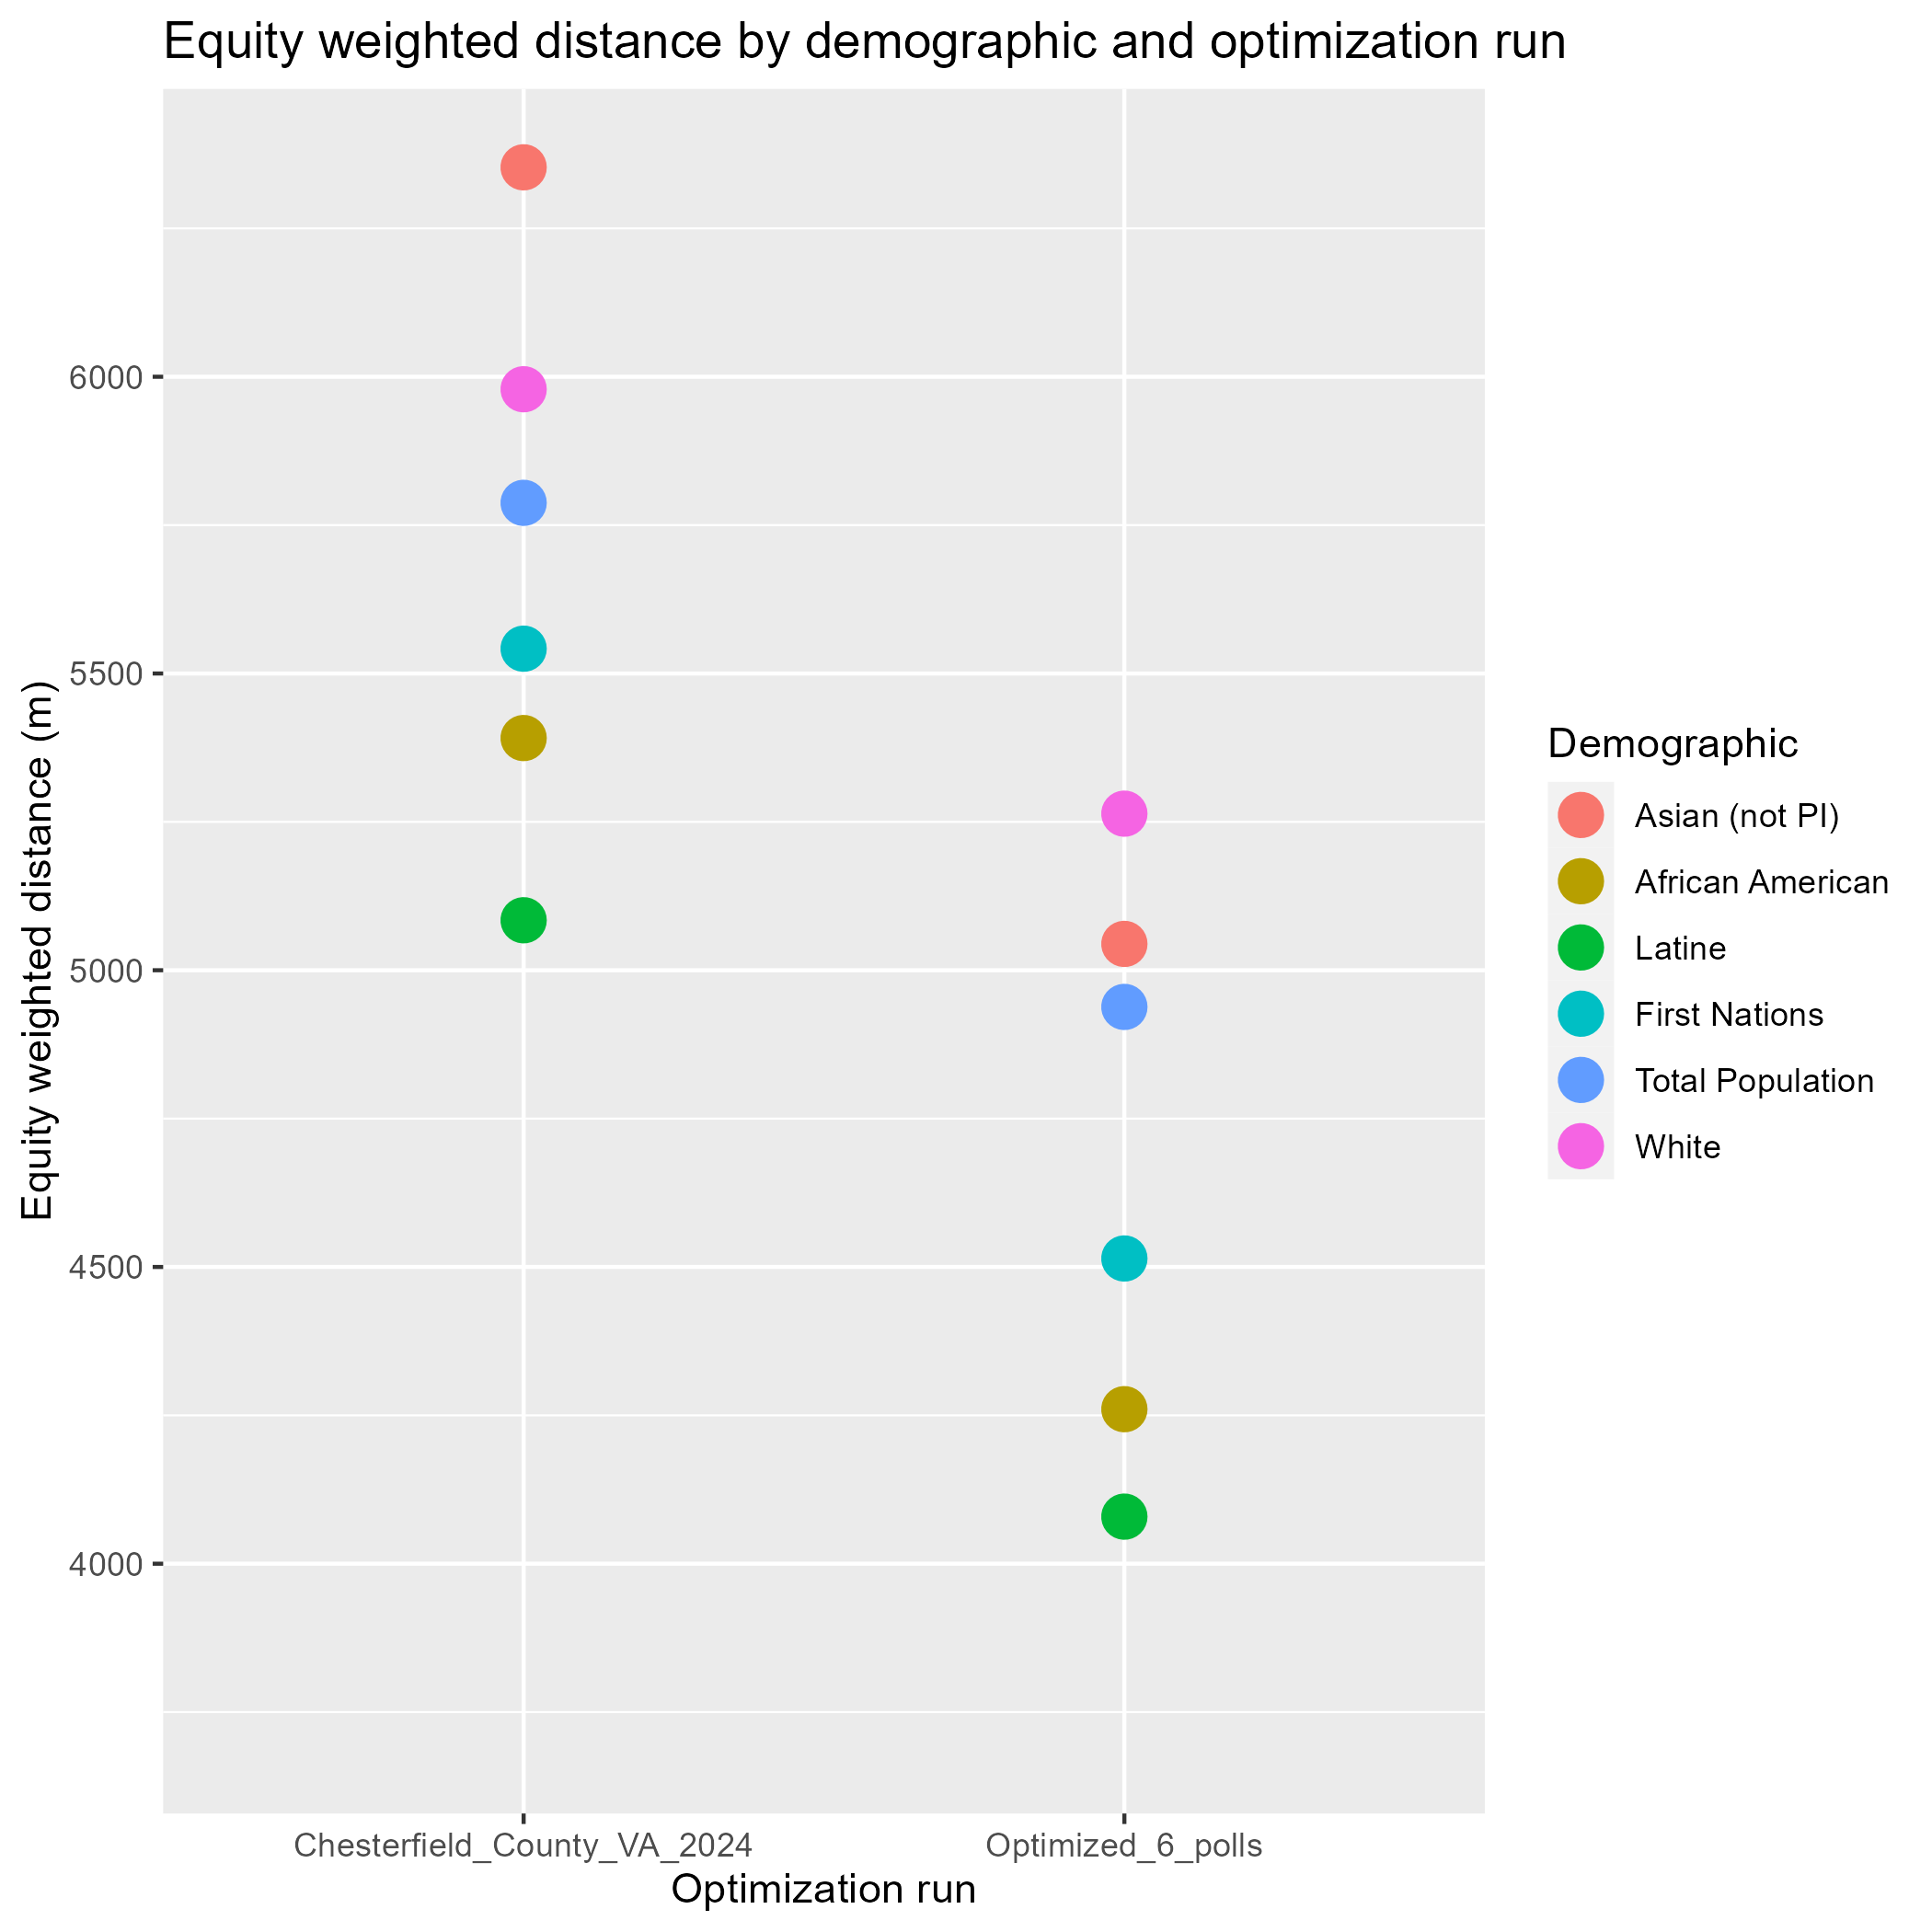 Equity weighted distance by demographic and optimization run
Equity weighted distance (m)
6000
5500
5000
4500
4000
Chesterfield_County_VA_2024
Optimized_6_polls
Optimization run
Demographic
Asian (not PI)
African American
Latine
First Nations
Total Population
White